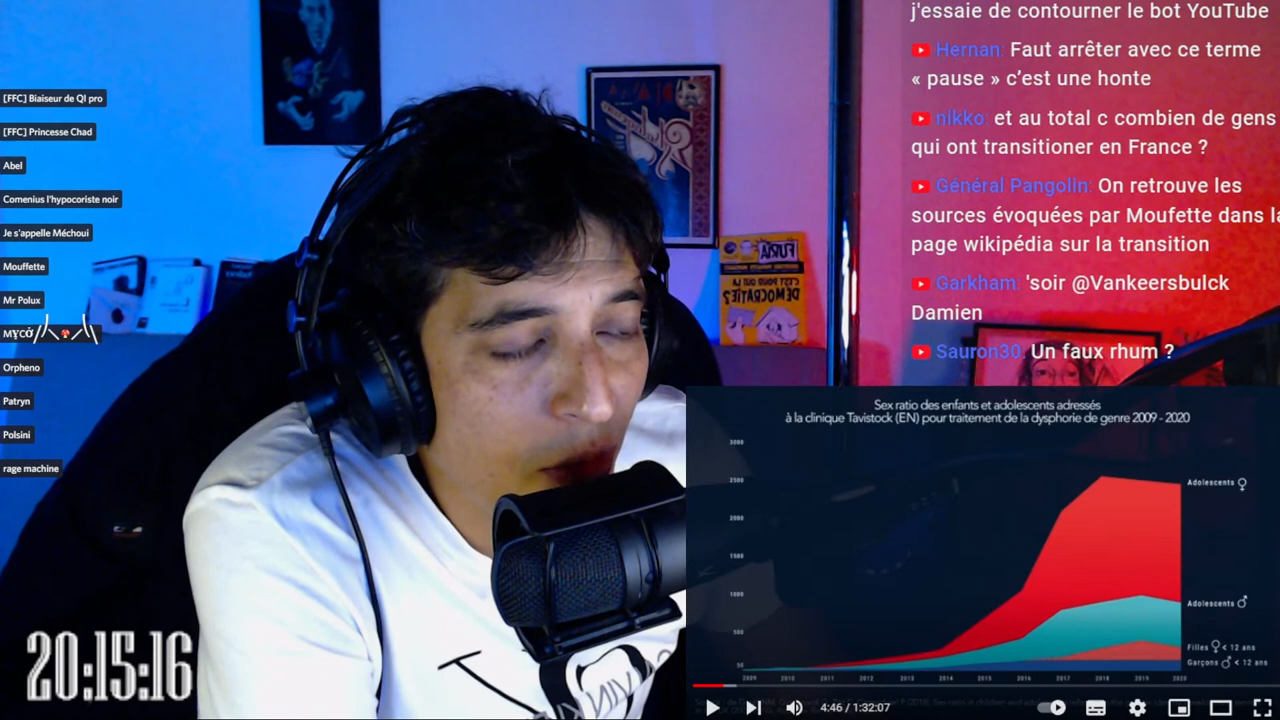 j'essaie de contourner le bot YouTube
Hernan: Faut arrêter avec ce terme
« pause » c’est une honte
nikko: et au total c combien de gens
qui ont transitioner en France ?
Général Pangolin: On retrouve les
sources évoquées par Moufette dans la
page wikipédia sur la transition
Garkham: 'soir @Vankeersbulck
Damien
Sauron30: Un faux rhum ?
[FFC] Biaiseur de QI pro
[FFC] Princesse Chad
Abel
Comenius l'hypocoriste noir
Je s'appelle Méchoui
Mouffette
Mr Polux
Orpheno
Patryn
Polsini
rage machine
FURIA
C'EST POUR QUI LA
DÉMOCRATIE?
Sex ratio des enfants et adolescents adressés
à la clinique Tavistock (EN) pour traitement de la dysphorie de genre 2009 - 2020
3000
2500
2000
1500
1000
500
50
2009 2010 2011 2012 2013 2014 2015 2016 2017 2018 2019 2020
Adolescents ♀
Adolescents ♂
Filles ♀ < 12 ans
Garçons ♂ < 12 ans
20:15:16
4:46 / 1:32:07